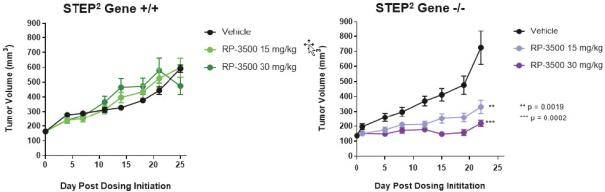 STEP² Gene +/+
Tumor Volume (mm³)
900
800
700
600
500
400
300
200
100
0
0
5
10
15
20
25
Day Post Dosing Initiation
Vehicle
RP-3500 15 mg/kg
RP-3500 30 mg/kg
STEP² Gene -/-
Tumor Volume (mm³)
900
800
700
600
500
400
300
200
100
0
0
5
10
15
20
25
Day Post Dosing Inititation
Vehicle
RP-3500 15 mg/kg
RP-3500 30 mg/kg
**
***
** p = 0.0019
*** p = 0.0002